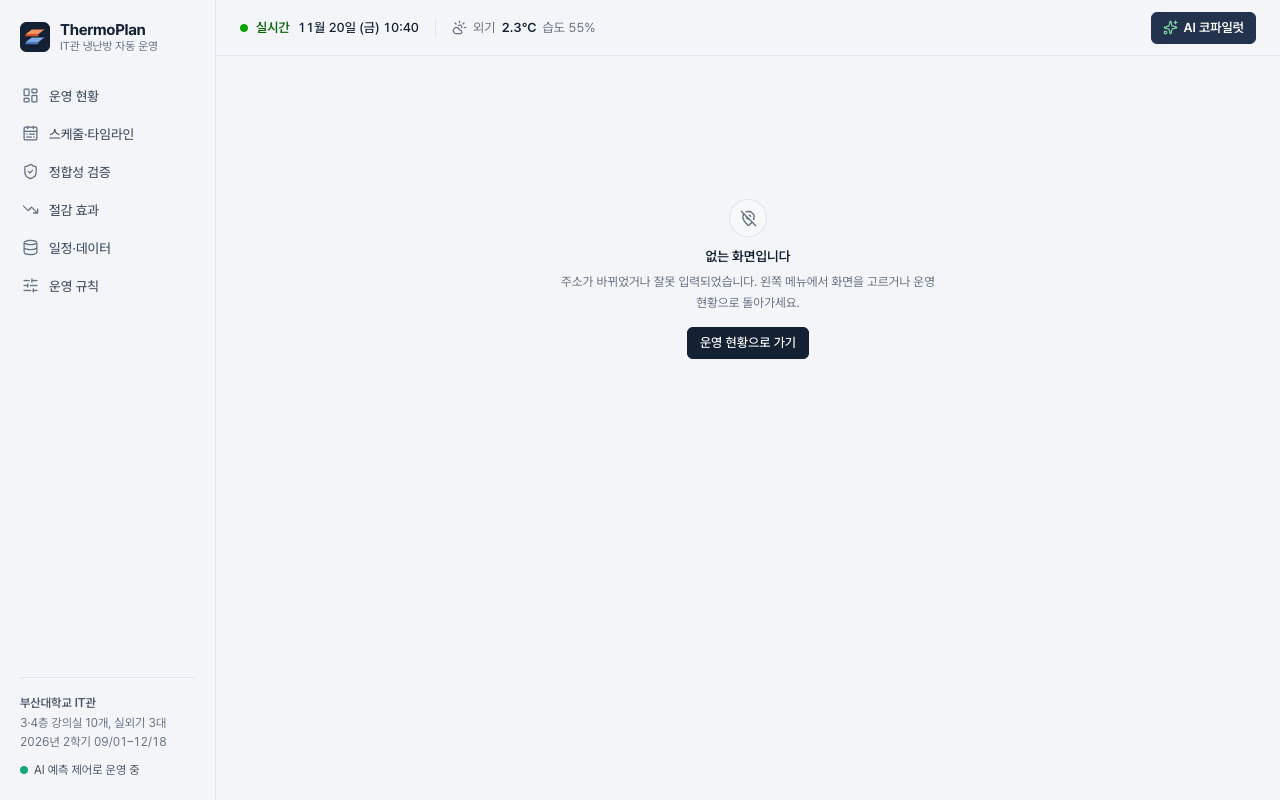 ThermoPlan
IT관 냉난방 자동 운영
실시간 11월 20일 (금) 10:40 외기 2.3°C 습도 55%
AI 코파일럿
운영 현황
스케줄·타임라인
정합성 검증
절감 효과
일정·데이터
운영 규칙
없는 화면입니다
주소가 바뀌었거나 잘못 입력되었습니다. 왼쪽 메뉴에서 화면을 고르거나 운영
현황으로 돌아가세요.
운영 현황으로 가기
부산대학교 IT관
3·4층 강의실 10개, 실외기 3대
2026년 2학기 09/01–12/18
AI 예측 제어로 운영 중